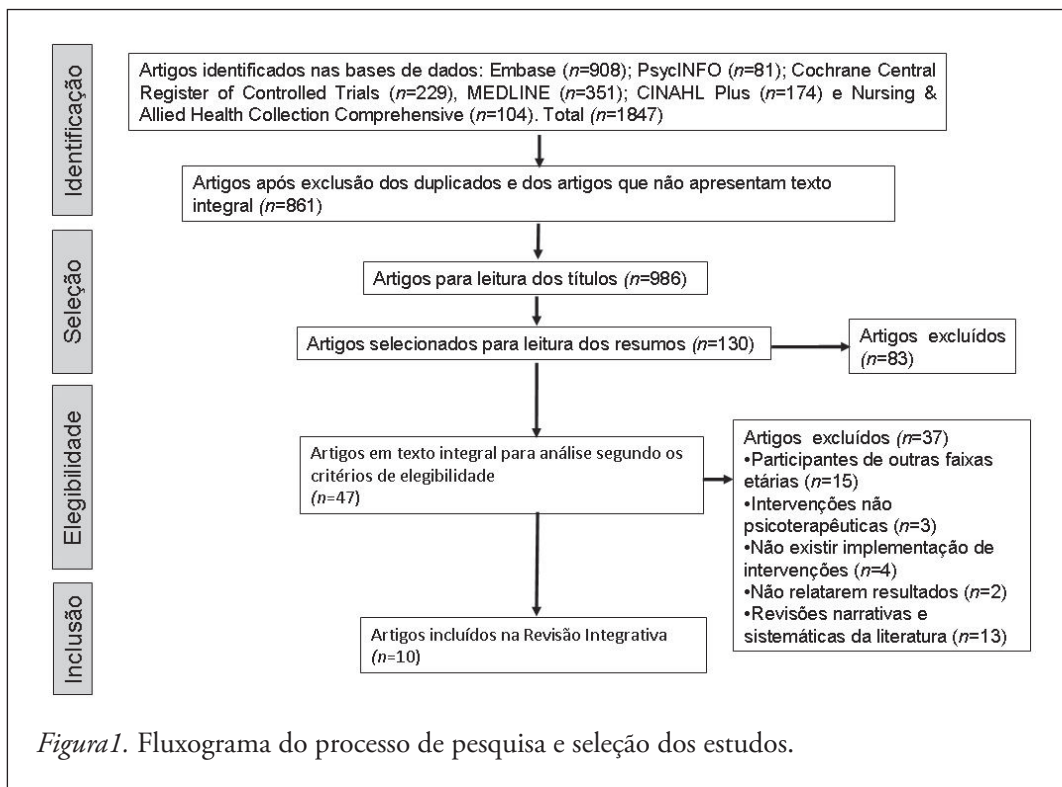 Identificação
Artigos identificados nas bases de dados: Embase (n=908); PsycINFO (n=81); Cochrane Central
Register of Controlled Trials (n=229), MEDLINE (n=351); CINAHL Plus (n=174) e Nursing &
Allied Health Collection Comprehensive (n=104). Total (n=1847)
Artigos após exclusão dos duplicados e dos artigos que não apresentam texto
integral (n=861)
Seleção
Artigos para leitura dos títulos (n=986)
Artigos selecionados para leitura dos resumos (n=130)
Artigos excluídos
(n=83)
Elegibilidade
Artigos em texto integral para análise segundo os
critérios de elegibilidade
(n=47)
Artigos excluídos (n=37)
•Participantes de outras faixas
etárias (n=15)
•Intervenções não
psicoterapêuticas (n=3)
•Não existir implementação de
intervenções (n=4)
•Não relatarem resultados (n=2)
•Revisões narrativas e
sistemáticas da literatura (n=13)
Inclusão
Artigos incluídos na Revisão Integrativa
(n=10)
Figura1. Fluxograma do processo de pesquisa e seleção dos estudos.